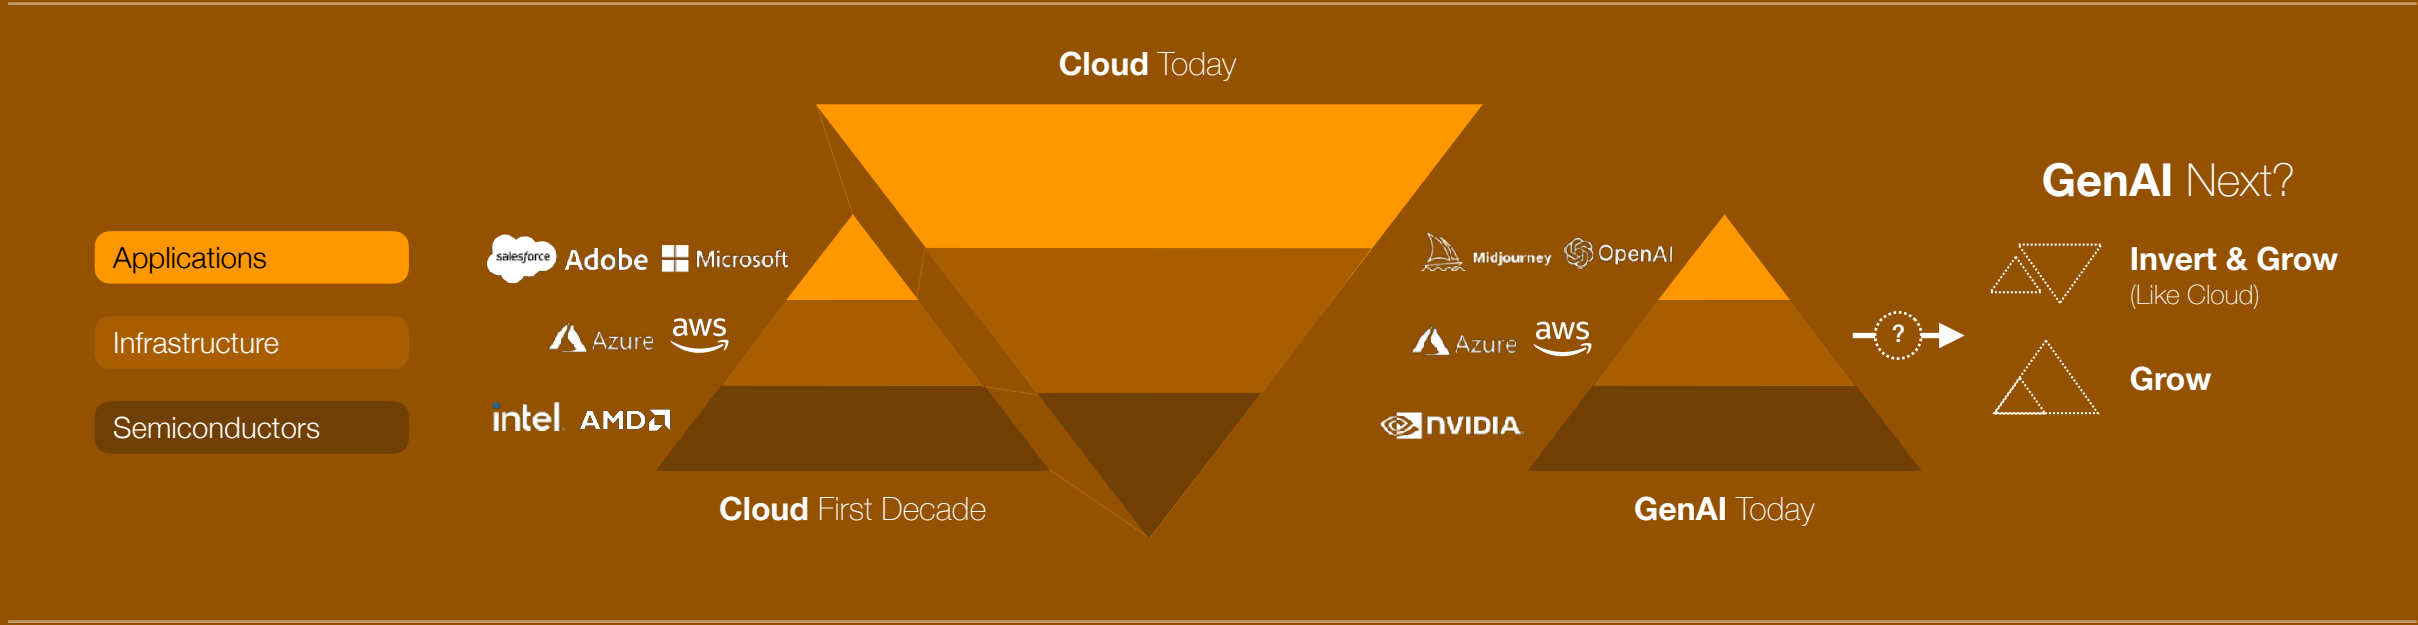 Cloud Today
GenAI Next?
Applications
salesforce Adobe Microsoft
Midjourney OpenAI
Invert & Grow
(Like Cloud)
Infrastructure
Azure aws
Azure aws
?
Grow
Semiconductors
intel AMD
NVIDIA
Cloud First Decade
GenAI Today